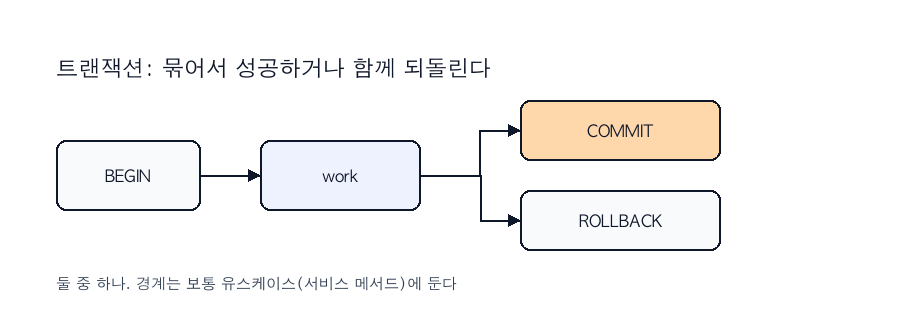 트랜잭션: 묶어서 성공하거나 함께 되돌린다
BEGIN
work
COMMIT
ROLLBACK
둘 중 하나. 경계는 보통 유스케이스(서비스 메서드)에 둔다